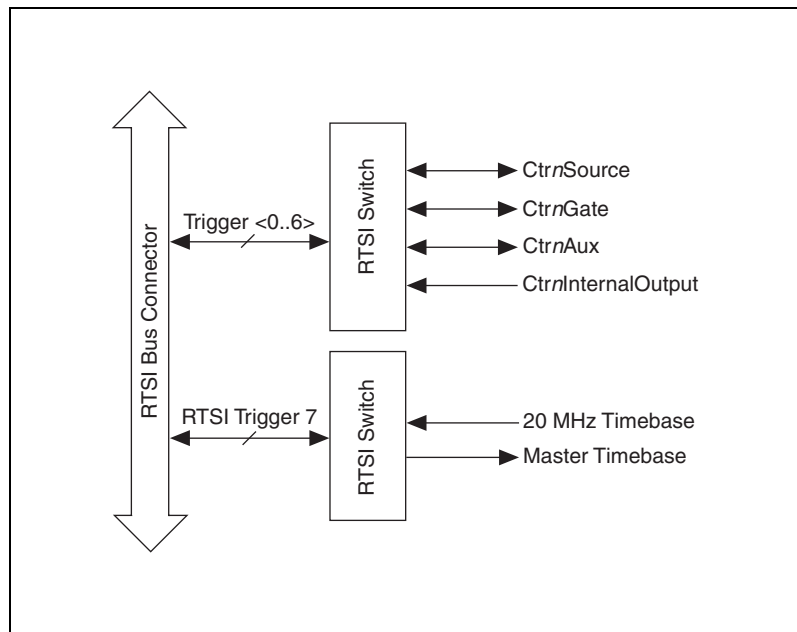 RTSI Bus Connector
Trigger <0..6>
RTSI Switch
CtrnSource
CtrnGate
CtrnAux
CtrnInternalOutput
RTSI Trigger 7
RTSI Switch
20 MHz Timebase
Master Timebase